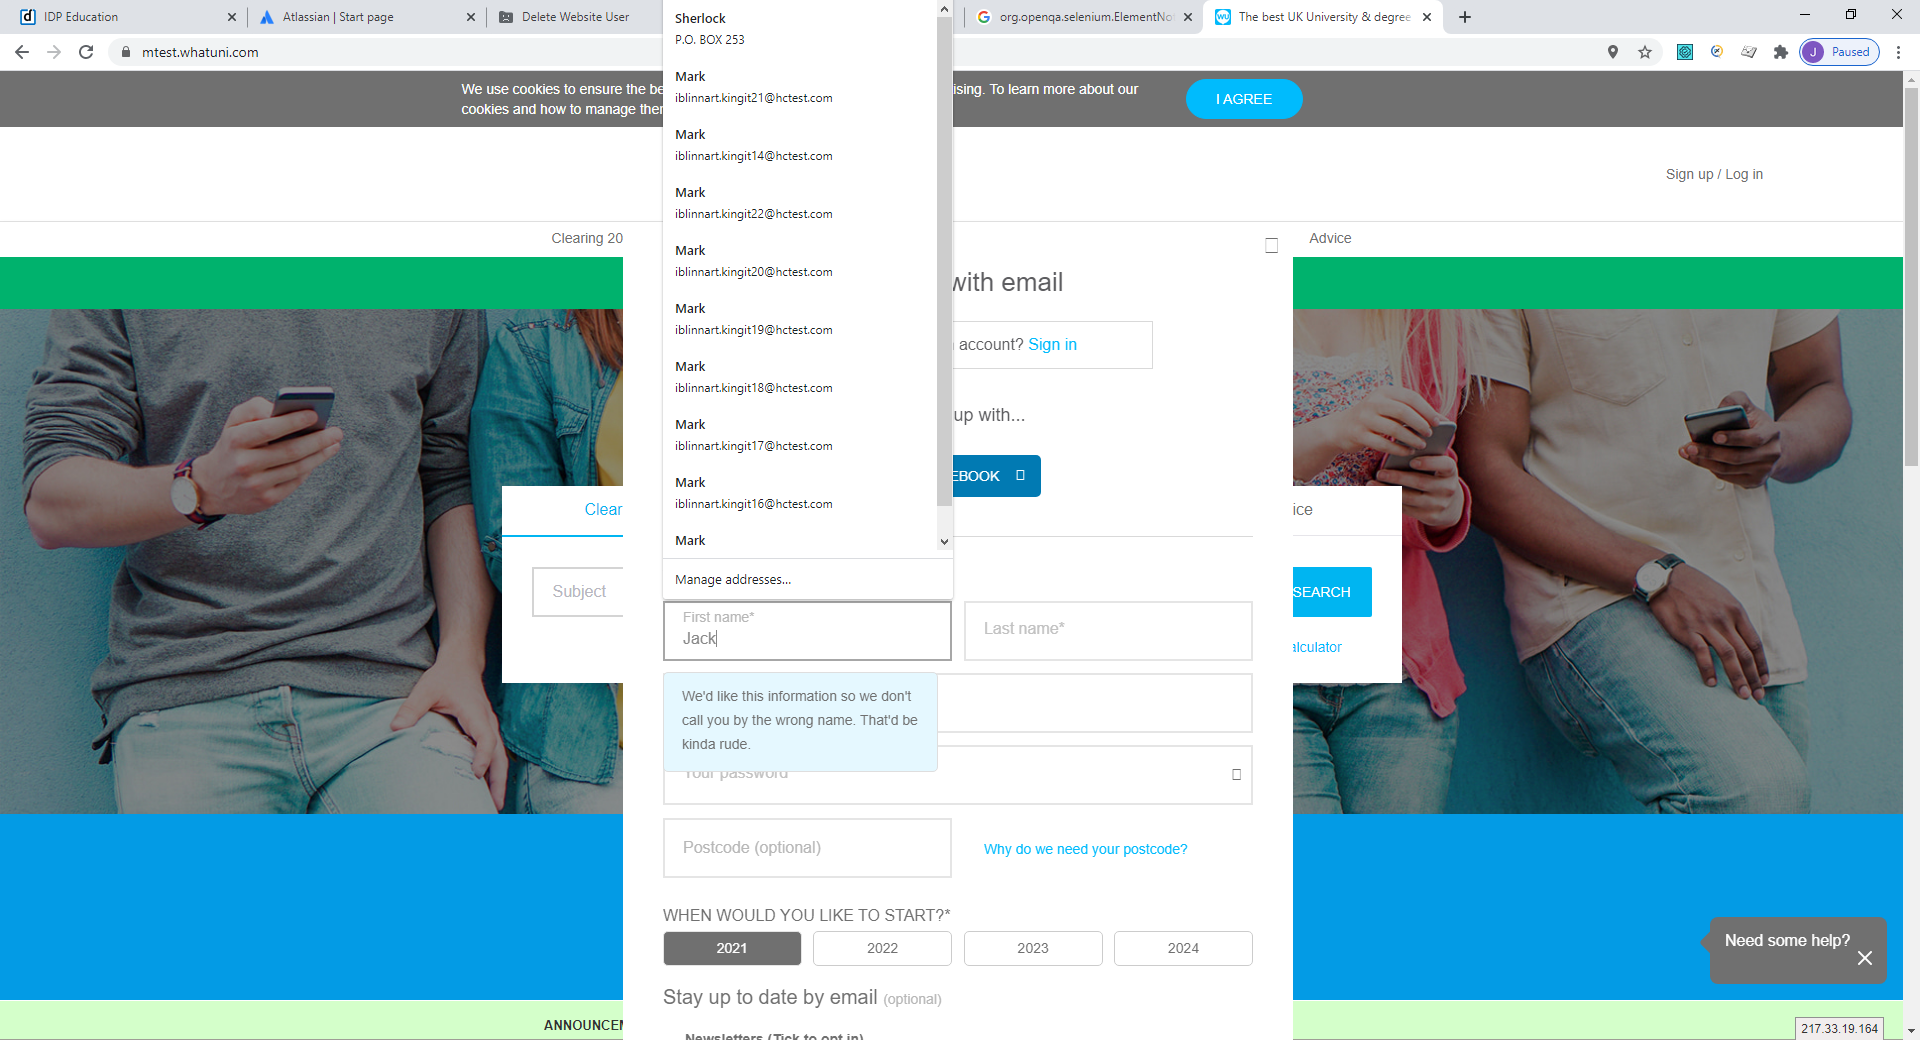 IDP Education
Atlassian | Start page
Delete Website User
org.openqa.selenium.ElementNo
The best UK University & degree
mtest.whatuni.com
J
Paused
We use cookies to ensure the be
ising. To learn more about our
cookies and how to manage the
I AGREE
Sign up / Log in
Clearing 20
Advice
Sherlock
P.O. BOX 253
Mark
iblinnart.kingit21@hctest.com
Mark
iblinnart.kingit14@hctest.com
Mark
iblinnart.kingit22@hctest.com
Mark
iblinnart.kingit20@hctest.com
Mark
iblinnart.kingit19@hctest.com
Mark
iblinnart.kingit18@hctest.com
Mark
iblinnart.kingit17@hctest.com
Mark
iblinnart.kingit16@hctest.com
Mark
Manage addresses...
with email
account? Sign in
up with...
EBOOK
Clear
ice
Subject
SEARCH
alculator
First name*
Jack
Last name*
We'd like this information so we don't
call you by the wrong name. That'd be
kinda rude.
Your password
Postcode (optional)
Why do we need your postcode?
WHEN WOULD YOU LIKE TO START?*
2021
2022
2023
2024
Stay up to date by email (optional)
Newsletters (Tick to opt in)
Need some help?
ANNOUNCEM
217.33.19.164